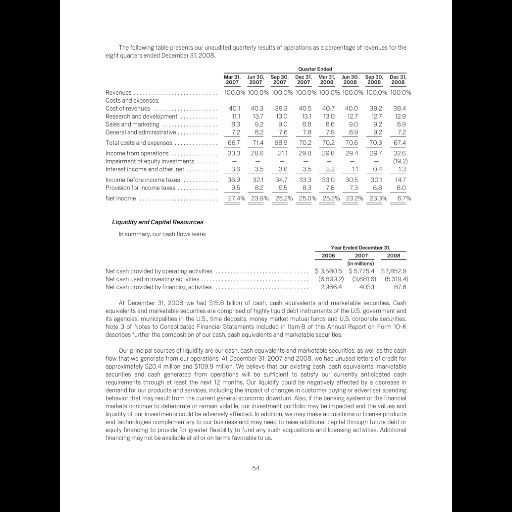 The following table presents our unaudited quarterly results of operations as a percentage of revenues for the
eight quarters ended December 31, 2008.
Quarter Ended
Mar 31, Jun 30, Sep 30, Dec 31, Mar 31, Jun 30, Sep 30, Dec 31,
2007 2007 2007 2007 2008 2008 2008 2008
Revenues 100.0% 100.0% 100.0% 100.0% 100.0% 100.0% 100.0% 100.0%
Costs and expenses:
Cost of revenues 40.1 40.3 39.3 40.5 40.7 40.0 39.2 38.4
Research and development 11.1 13.7 13.0 13.1 13.0 12.7 12.7 12.9
Sales and marketing 8.3 9.2 9.0 8.8 8.6 9.0 9.2 8.9
General and administrative 7.2 8.2 7.6 7.8 7.9 8.9 9.2 7.2
Total costs and expenses 66.7 71.4 68.9 70.2 70.2 70.6 70.3 67.4
Income from operations 33.3 28.6 31.1 29.8 29.8 29.4 29.7 32.6
Impairment of equity investments — — — — — — — (19.2)
Interest income and other, net 3.6 3.5 3.6 3.5 3.2 1.1 0.4 1.3
Income before income taxes 36.9 32.1 34.7 33.3 33.0 30.5 30.1 14.7
Provision for income taxes 9.5 8.2 9.5 8.3 7.8 7.3 6.8 8.0
Net income 27.4% 23.9% 25.2% 25.0% 25.2% 23.2% 23.3% 6.7%
Liquidity and Capital Resources
In summary, our cash flows were:
Year Ended December 31,
2006 2007 2008
(in millions)
Net cash provided by operating activities $ 3,580.5 $ 5,775.4 $ 7,852.9
Net cash used in investing activities (6,899.2) (3,681.6) (5,319.4)
Net cash provided by financing activities 2,966.4 403.1 87.6
At December 31, 2008 we had $15.8 billion of cash, cash equivalents and marketable securities. Cash
equivalents and marketable securities are comprised of highly liquid debt instruments of the U.S. government and
its agencies, municipalities in the U.S., time deposits, money market mutual funds and U.S. corporate securities.
Note 3 of Notes to Consolidated Financial Statements included in Item 8 of this Annual Report on Form 10-K
describes further the composition of our cash, cash equivalents and marketable securities.
Our principal sources of liquidity are our cash, cash equivalents and marketable securities, as well as the cash
flow that we generate from our operations. At December 31, 2007 and 2008, we had unused letters of credit for
approximately $20.4 million and $109.9 million. We believe that our existing cash, cash equivalents, marketable
securities and cash generated from operations will be sufficient to satisfy our currently anticipated cash
requirements through at least the next 12 months. Our liquidity could be negatively affected by a decrease in
demand for our products and services, including the impact of changes in customer buying or advertiser spending
behavior that may result from the current general economic downturn. Also, if the banking system or the financial
markets continue to deteriorate or remain volatile, our investment portfolio may be impacted and the values and
liquidity of our investments could be adversely affected. In addition, we may make acquisitions or license products
and technologies complementary to our business and may need to raise additional capital through future debt or
equity financing to provide for greater flexibility to fund any such acquisitions and licensing activities. Additional
financing may not be available at all or on terms favorable to us.
54